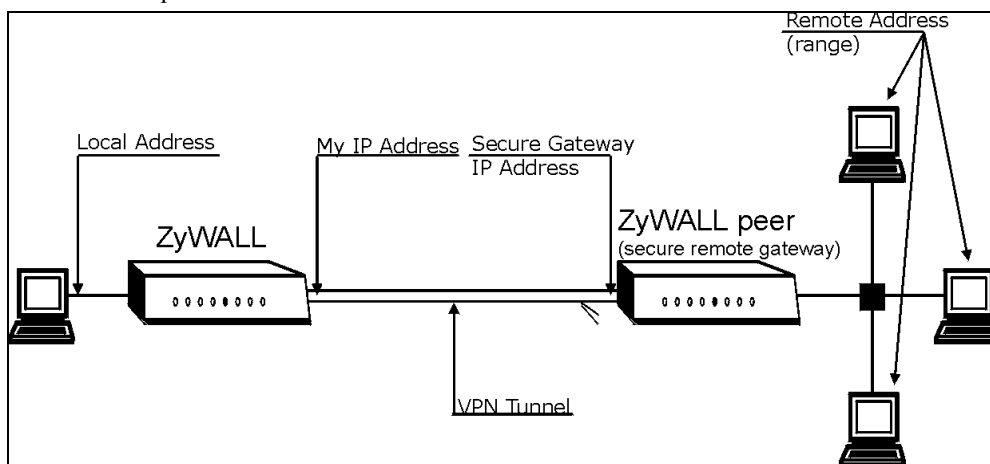 Remote Address
(range)
Local Address
My IP Address
Secure Gateway
IP Address
ZyWALL
ZyWALL peer
(secure remote gateway)
VPN Tunnel